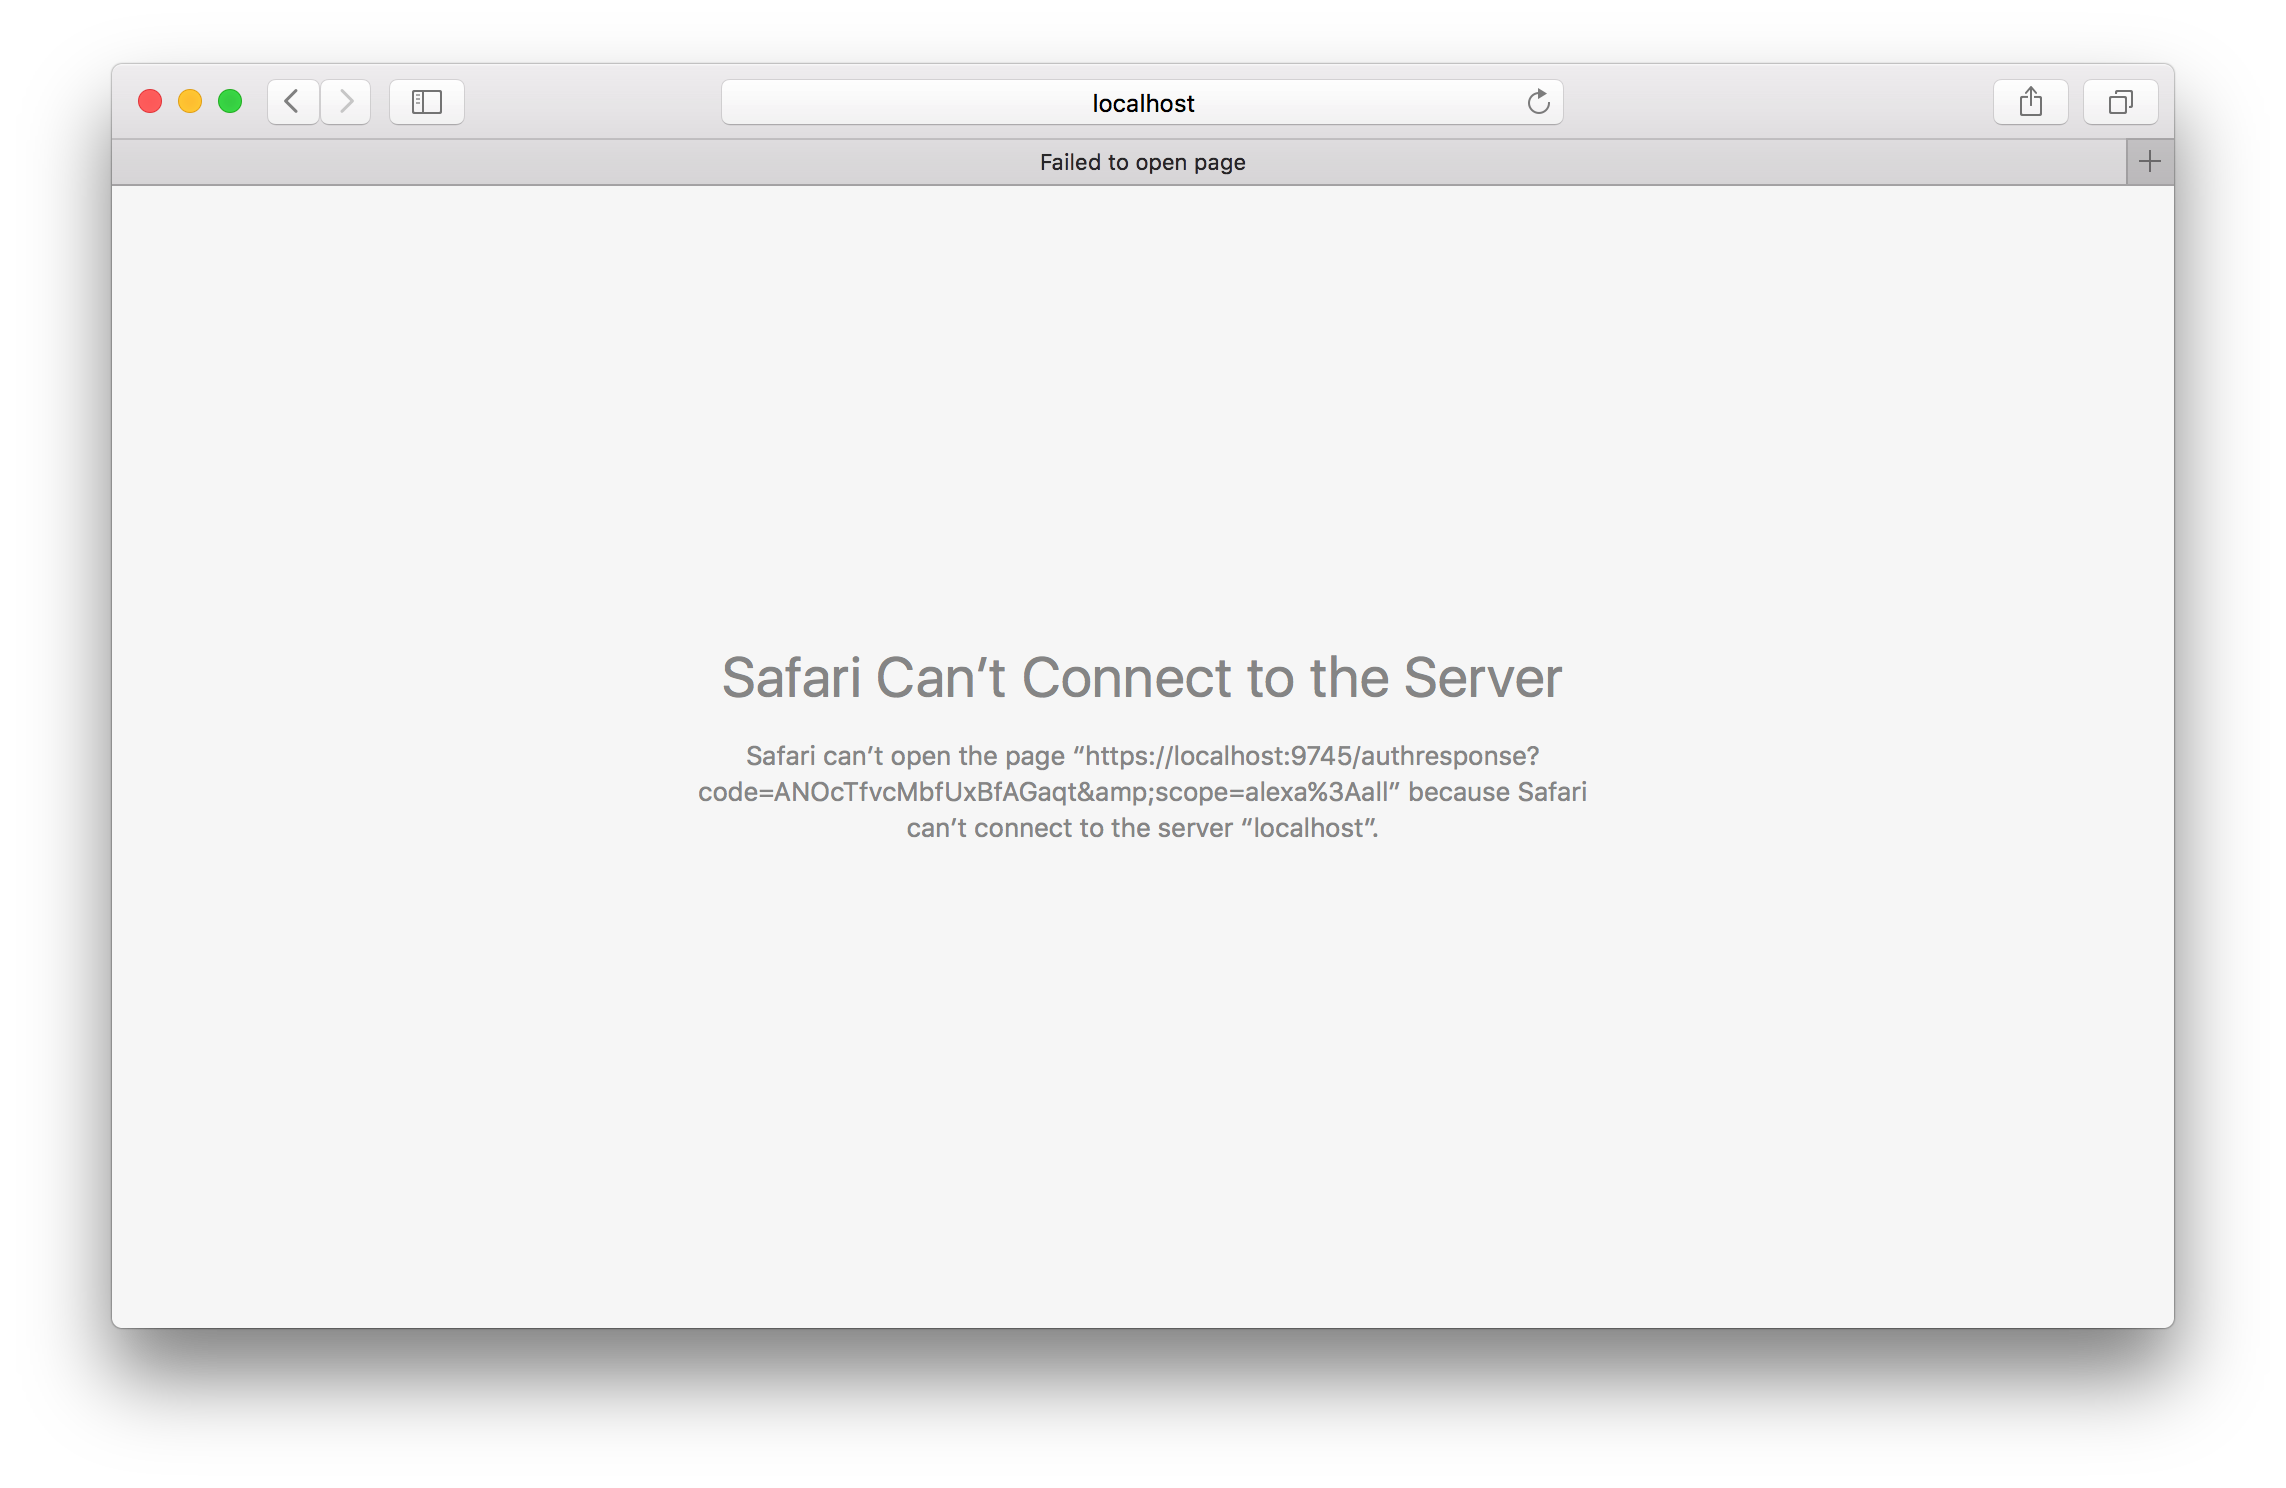 localhost
Failed to open page
Safari Can’t Connect to the Server
Safari can’t open the page “https://localhost:9745/authresponse?
code=ANOcTfvcMbfUxBfAGaqt&amp;scope=alexa%3Aall” because Safari
can’t connect to the server “localhost”.